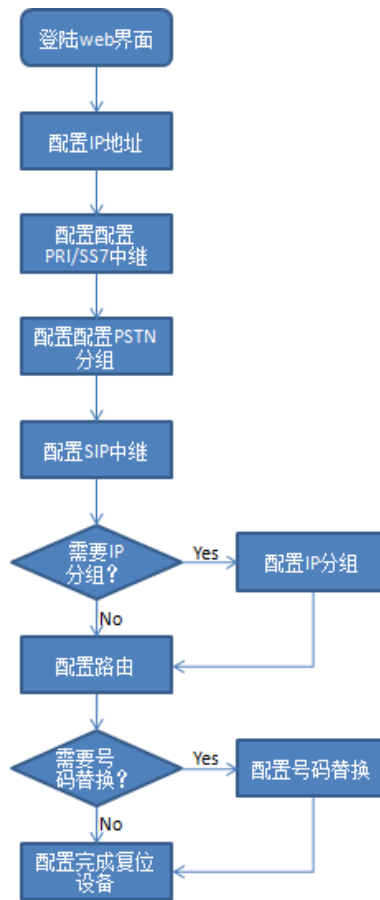 登陆web界面
配置IP地址
配置配置
PRI/SS7中继
配置配置PSTN
分组
配置SIP中继
需要IP
分组？
Yes
配置IP分组
No
配置路由
需要号
码替换？
Yes
配置号码替换
No
配置完成复位
设备